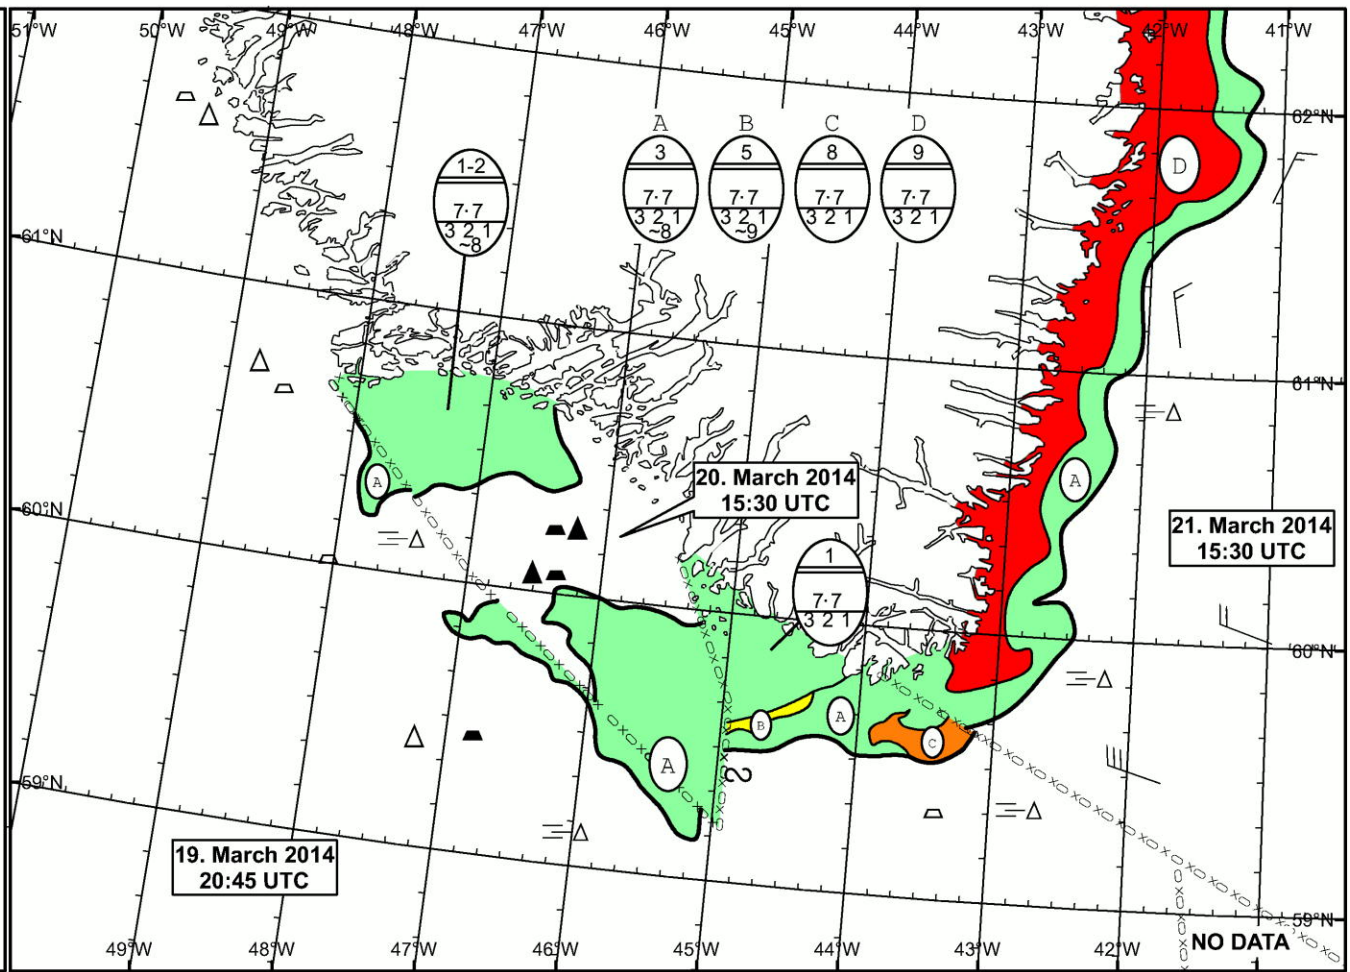 51°W 50°W 49°W 48°W 47°W 46°W 45°W 44°W 43°W 42°W 41°W
62°N
A B C D
1-2
7·7
3 2 1
~8
3
7·7
3 2 1
~8
5
7·7
3 2 1
~9
8
7·7
3 2 1
9
7·7
3 2 1
D
61°N
61°N
A
20. March 2014
15:30 UTC
A
60°N
21. March 2014
15:30 UTC
1
7·7
3 2 1
60°N
B
A
C
A
2
59°N
19. March 2014
20:45 UTC
59°N
NO DATA
49°W 48°W 47°W 46°W 45°W 44°W 43°W 42°W